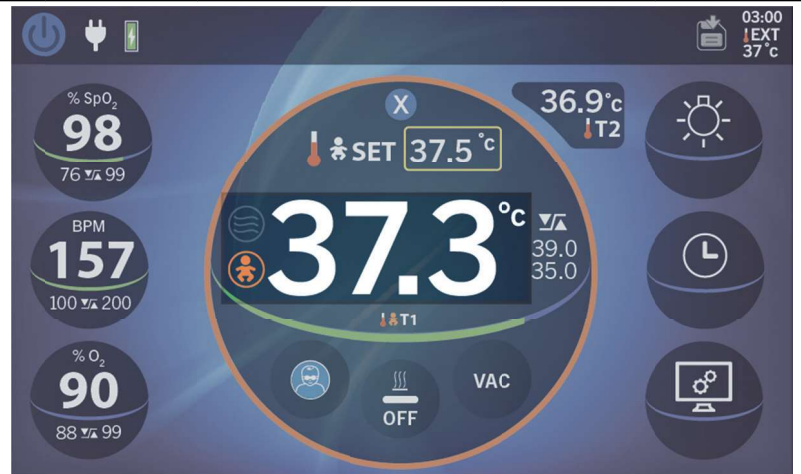 03:00
EXT
37°C
% SpO₂
98
76 99
X
SET 37.5 °C
36.9°C
T2
BPM
157
100 200
37.3 °C
39.0
35.0
T1
% O₂
90
88 99
OFF
VAC